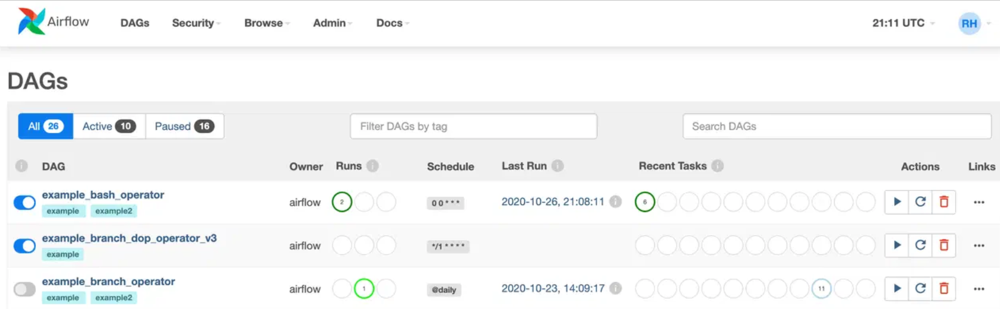 Airflow DAGs Security Browse Admin Docs 21:11 UTC RH
DAGs
All 26 Active 10 Paused 16 Filter DAGs by tag Search DAGs
i DAG Owner Runs i Schedule Last Run i Recent Tasks i Actions Links
example_bash_operator
airflow 2 0 0 * * * 2020-10-26, 21:08:11 i 6
example example2
example_branch_dop_operator_v3
airflow */1 * * * *
example
example_branch_operator
airflow 1 @daily 2020-10-23, 14:09:17 i 11
example example2